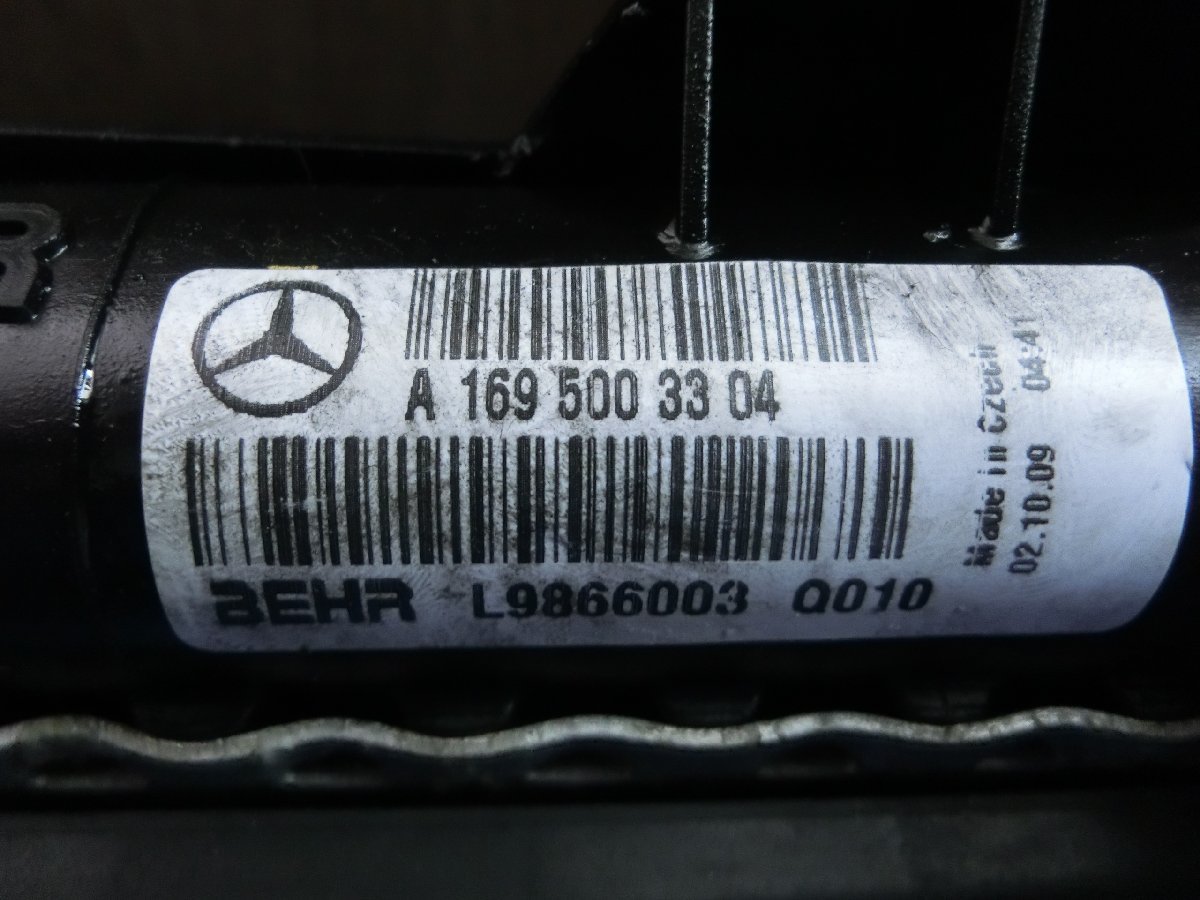 B
A 169 500 33 04
BEHR L9866003 Q010
Made in Czech
02.10.09 04:41